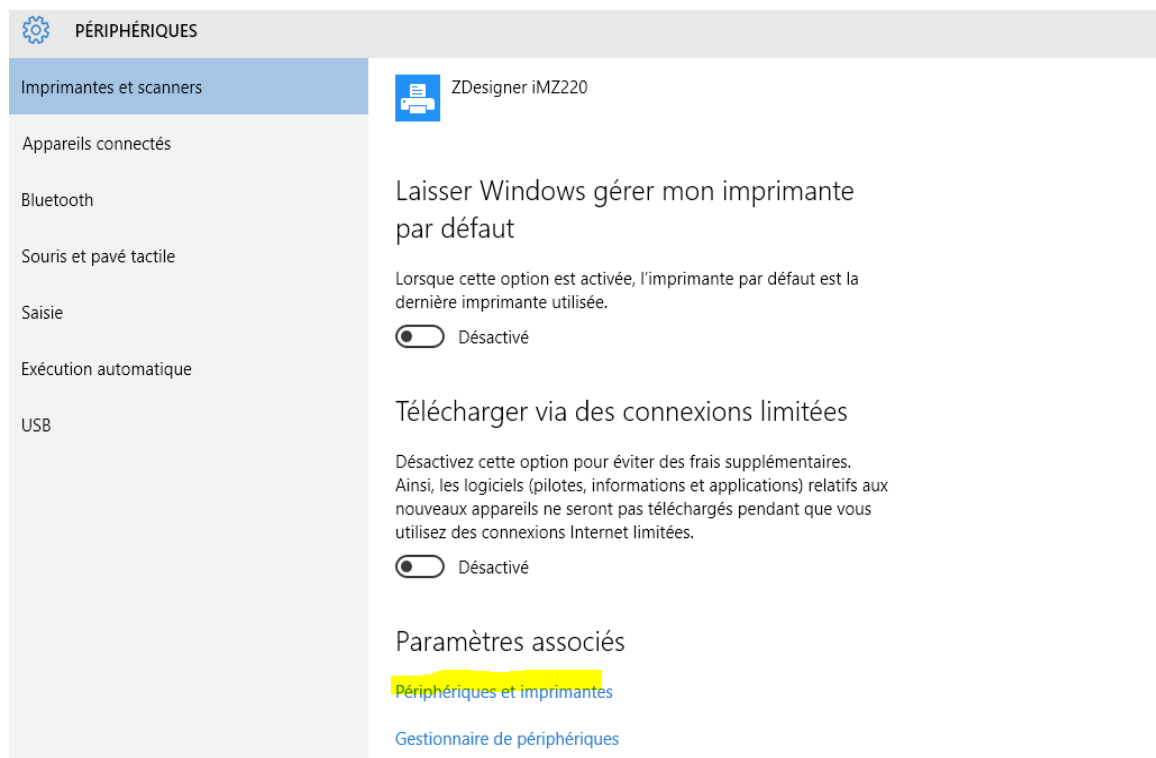 PÉRIPHÉRIQUES
Imprimantes et scanners
Appareils connectés
Bluetooth
Souris et pavé tactile
Saisie
Exécution automatique
USB
ZDesigner iMZ220
Laisser Windows gérer mon imprimante
par défaut
Lorsque cette option est activée, l'imprimante par défaut est la
dernière imprimante utilisée.
Désactivé
Télécharger via des connexions limitées
Désactivez cette option pour éviter des frais supplémentaires.
Ainsi, les logiciels (pilotes, informations et applications) relatifs aux
nouveaux appareils ne seront pas téléchargés pendant que vous
utilisez des connexions Internet limitées.
Désactivé
Paramètres associés
Périphériques et imprimantes
Gestionnaire de périphériques